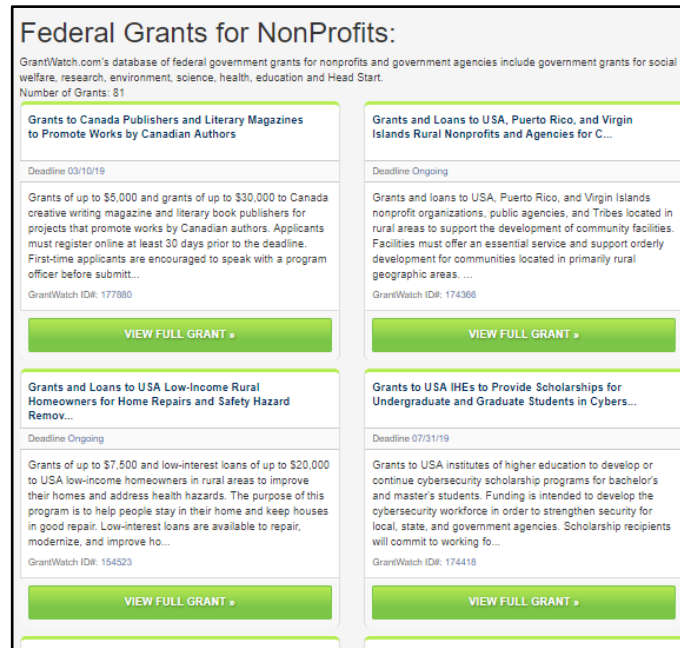 Federal Grants for NonProfits:
GrantWatch.com's database of federal government grants for nonprofits and government agencies include government grants for social
welfare, research, environment, science, health, education and Head Start.
Number of Grants: 81
Grants to Canada Publishers and Literary Magazines
to Promote Works by Canadian Authors
Deadline 03/10/19
Grants of up to $5,000 and grants of up to $30,000 to Canada
creative writing magazine and literary book publishers for
projects that promote works by Canadian authors. Applicants
must register online at least 30 days prior to the deadline.
First-time applicants are encouraged to speak with a program
officer before submitt...
GrantWatch ID#: 177880
VIEW FULL GRANT »
Grants and Loans to USA, Puerto Rico, and Virgin
Islands Rural Nonprofits and Agencies for C...
Deadline Ongoing
Grants and loans to USA, Puerto Rico, and Virgin Islands
nonprofit organizations, public agencies, and Tribes located in
rural areas to support the development of community facilities.
Facilities must offer an essential service and support orderly
development for communities located in primarily rural
geographic areas. ...
GrantWatch ID#: 174366
VIEW FULL GRANT »
Grants and Loans to USA Low-Income Rural
Homeowners for Home Repairs and Safety Hazard
Remov...
Deadline Ongoing
Grants of up to $7,500 and low-interest loans of up to $20,000
to USA low-income homeowners in rural areas to improve
their homes and address health hazards. The purpose of this
program is to help people stay in their home and keep houses
in good repair. Low-interest loans are available to repair,
modernize, and improve ho...
GrantWatch ID#: 154523
VIEW FULL GRANT »
Grants to USA IHEs to Provide Scholarships for
Undergraduate and Graduate Students in Cybers...
Deadline 07/31/19
Grants to USA institutes of higher education to develop or
continue cybersecurity scholarship programs for bachelor's
and master's students. Funding is intended to develop the
cybersecurity workforce in order to strengthen security for
local, state, and government agencies. Scholarship recipients
will commit to working fo...
GrantWatch ID#: 174418
VIEW FULL GRANT »